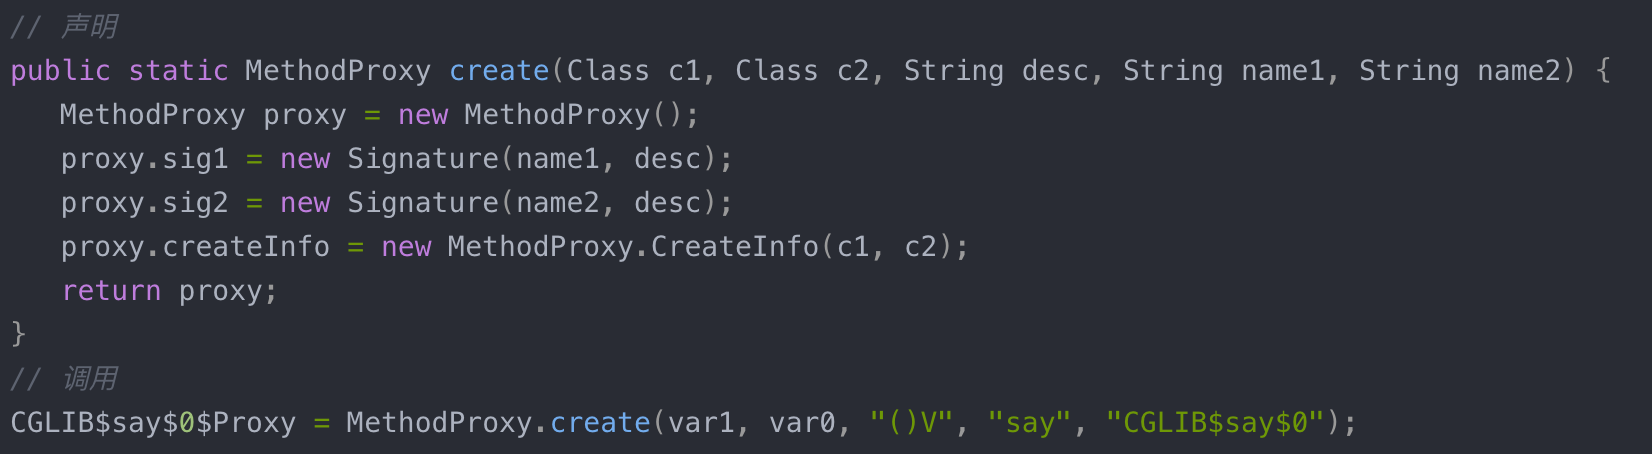 // 声明
public static MethodProxy create(Class c1, Class c2, String desc, String name1, String name2) {
   MethodProxy proxy = new MethodProxy();
   proxy.sig1 = new Signature(name1, desc);
   proxy.sig2 = new Signature(name2, desc);
   proxy.createInfo = new MethodProxy.CreateInfo(c1, c2);
   return proxy;
}
// 调用
CGLIB$say$0$Proxy = MethodProxy.create(var1, var0, "()V", "say", "CGLIB$say$0");